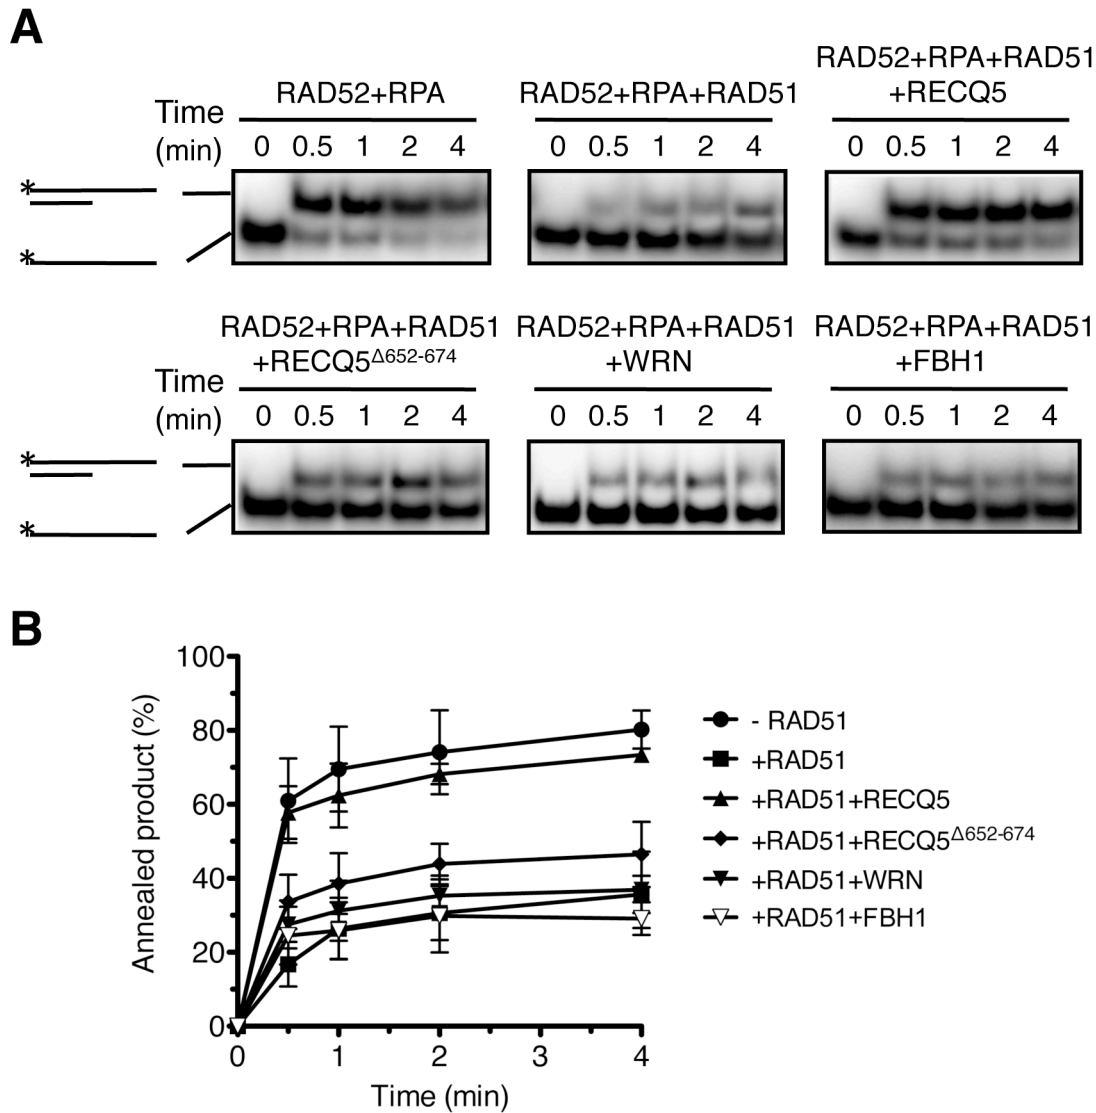 A
RAD52+RPA
RAD52+RPA+RAD51
RAD52+RPA+RAD51
+RECQ5
Time
(min)
0 0.5 1 2 4
0 0.5 1 2 4
0 0.5 1 2 4
*
*
RAD52+RPA+RAD51
+RECQ5Δ652-674
RAD52+RPA+RAD51
+WRN
RAD52+RPA+RAD51
+FBH1
Time
(min)
0 0.5 1 2 4
0 0.5 1 2 4
0 0.5 1 2 4
*
*
B
Annealed product (%)
100
80
60
40
20
0
0 1 2 3 4
Time (min)
- RAD51
+RAD51
+RAD51+RECQ5
+RAD51+RECQ5Δ652-674
+RAD51+WRN
+RAD51+FBH1